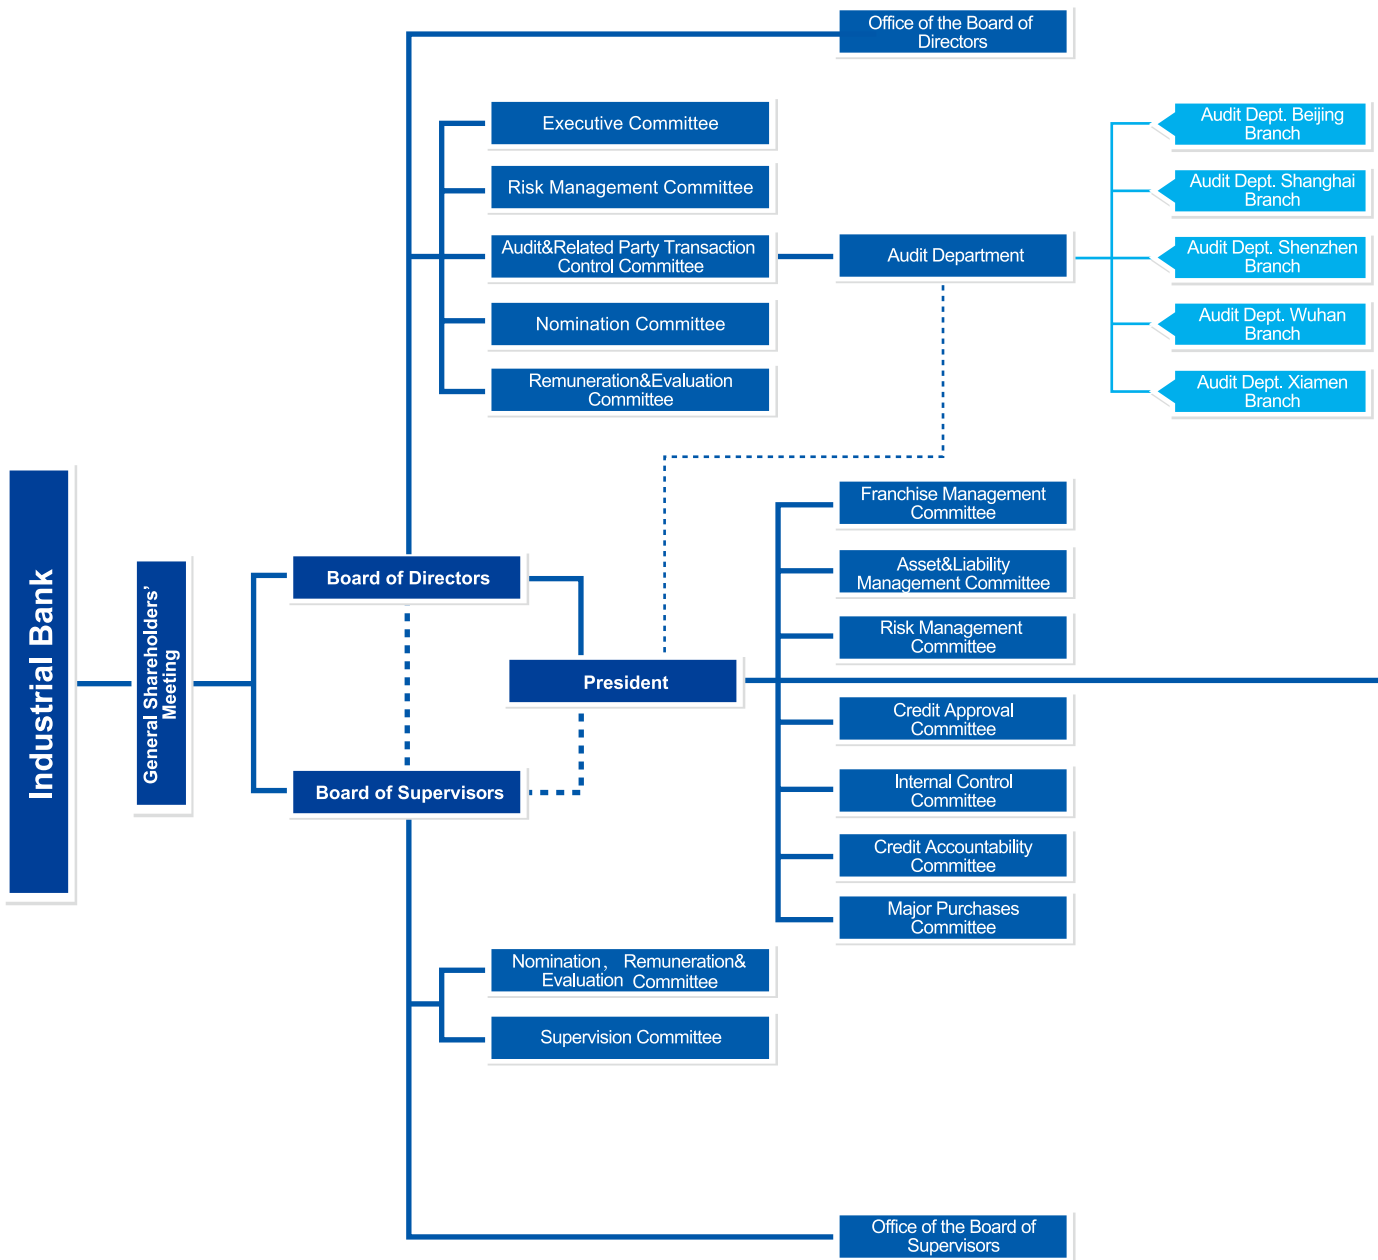 Office of the Board of
Directors
Executive Committee
Risk Management Committee
Audit&Related Party Transaction
Control Committee
Nomination Committee
Remuneration&Evaluation
Committee
Audit Department
Audit Dept. Beijing
Branch
Audit Dept. Shanghai
Branch
Audit Dept. Shenzhen
Branch
Audit Dept. Wuhan
Branch
Audit Dept. Xiamen
Branch
Industrial Bank
General Shareholders'
Meeting
Board of Directors
Board of Supervisors
President
Franchise Management
Committee
Asset&Liability
Management Committee
Risk Management
Committee
Credit Approval
Committee
Internal Control
Committee
Credit Accountability
Committee
Major Purchases
Committee
Nomination、 Remuneration&
Evaluation Committee
Supervision Committee
Office of the Board of
Supervisors